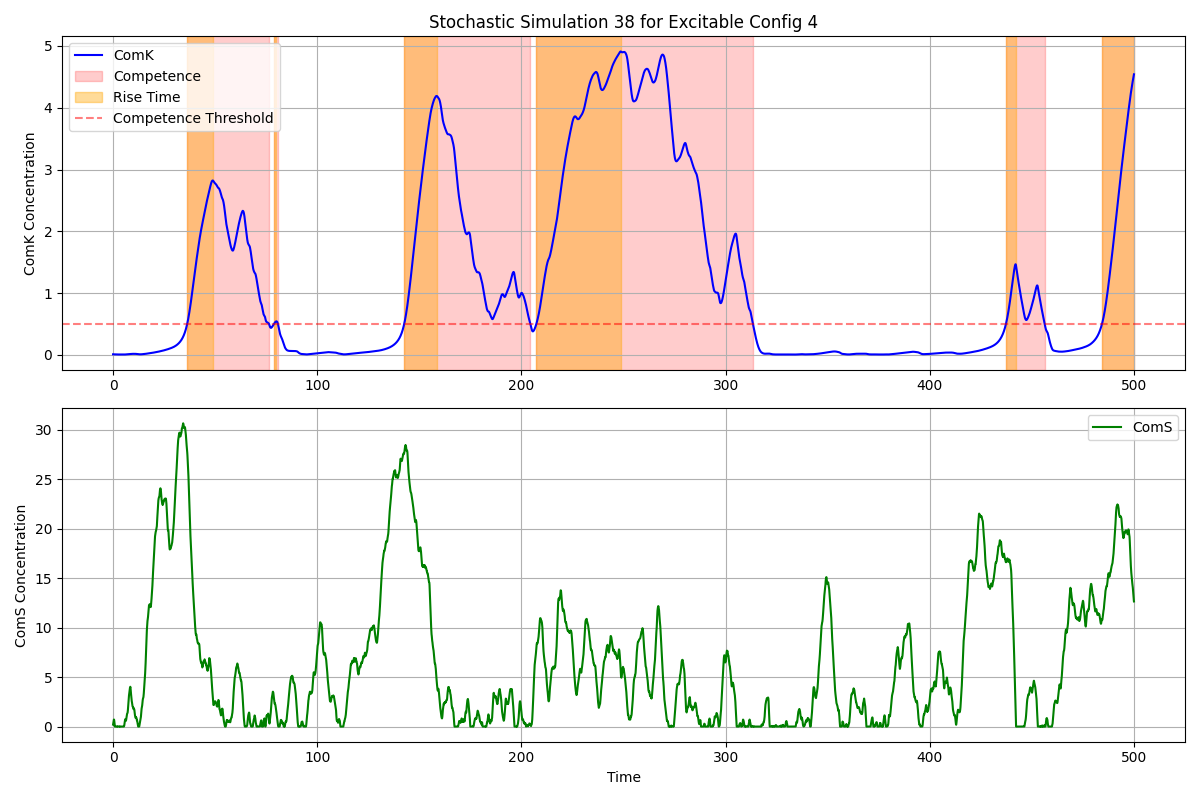 Stochastic Simulation 38 for Excitable Config 4
ComK Concentration
5
4
3
2
1
0
ComK
Competence
Rise Time
Competence Threshold
0 100 200 300 400 500
ComS Concentration
30
25
20
15
10
5
0
ComS
0 100 200 300 400 500
Time